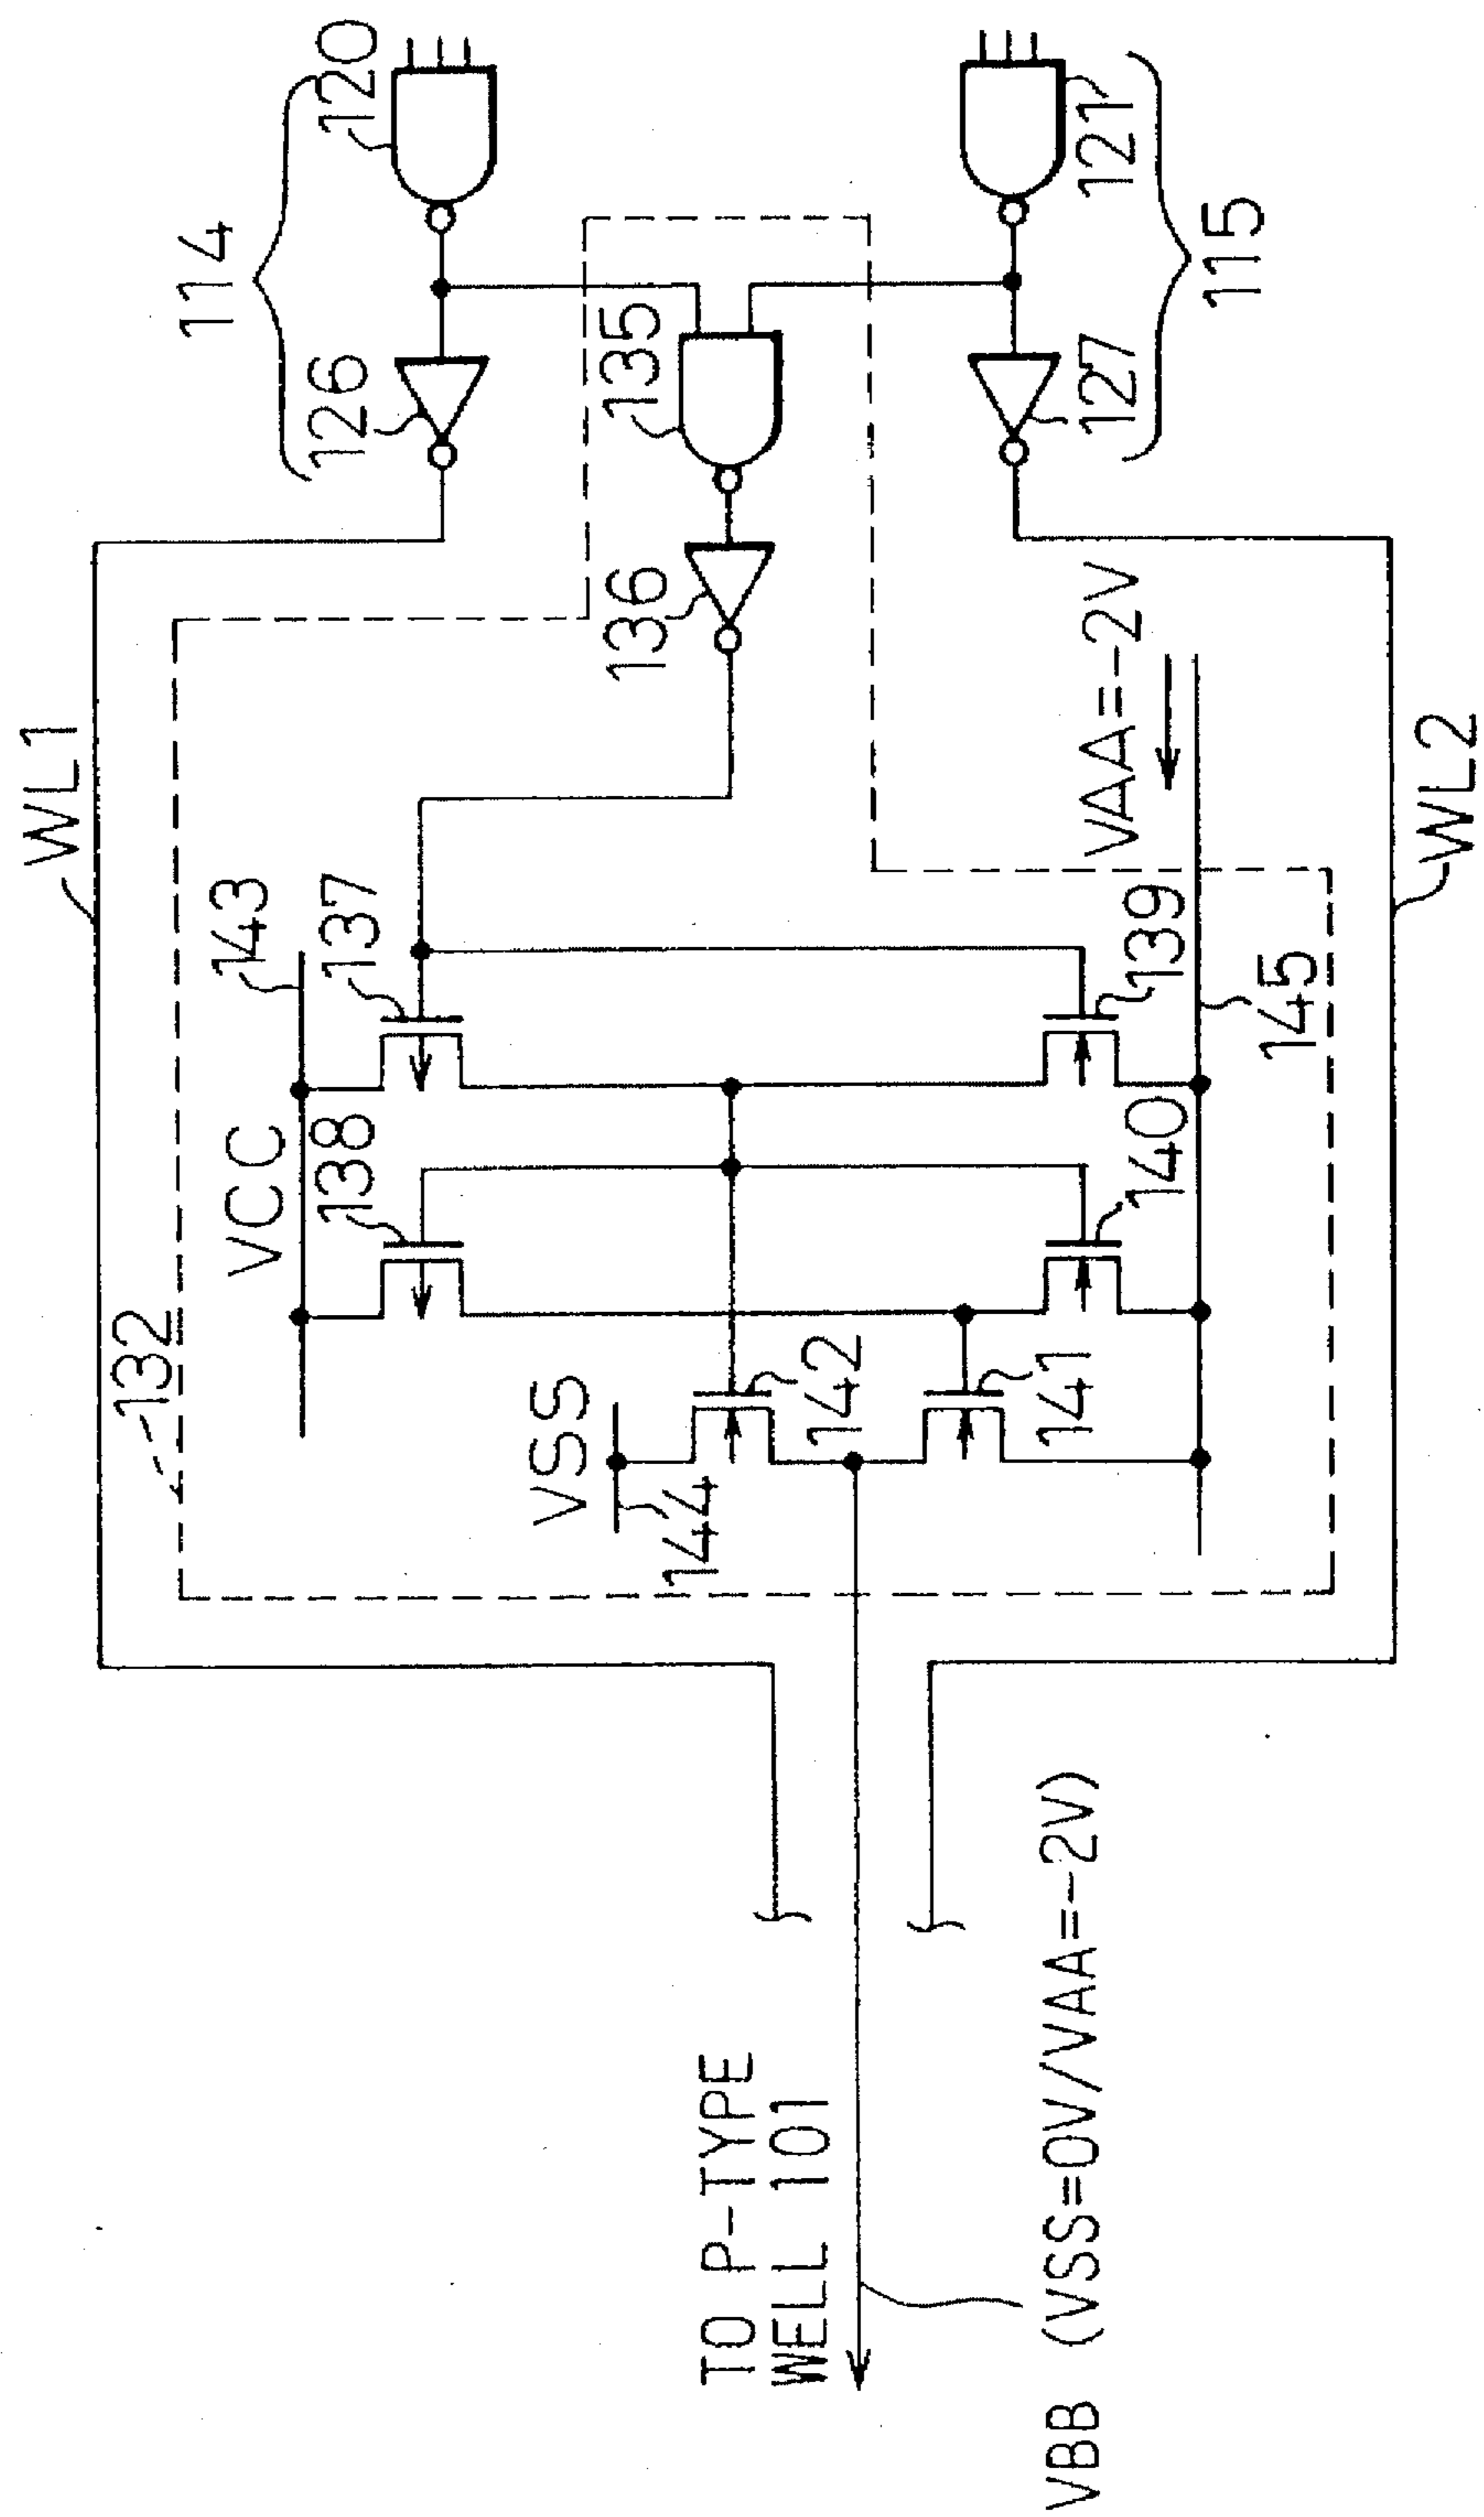 WL1
132
114
VCC
143
138
137
126
120
VSS
136
135
144
TO P-TYPE
WELL 101
142
VBB (VSS=0V/VAA=-2V)
141
VAA=-2V
127
121
140
139
115
145
WL2